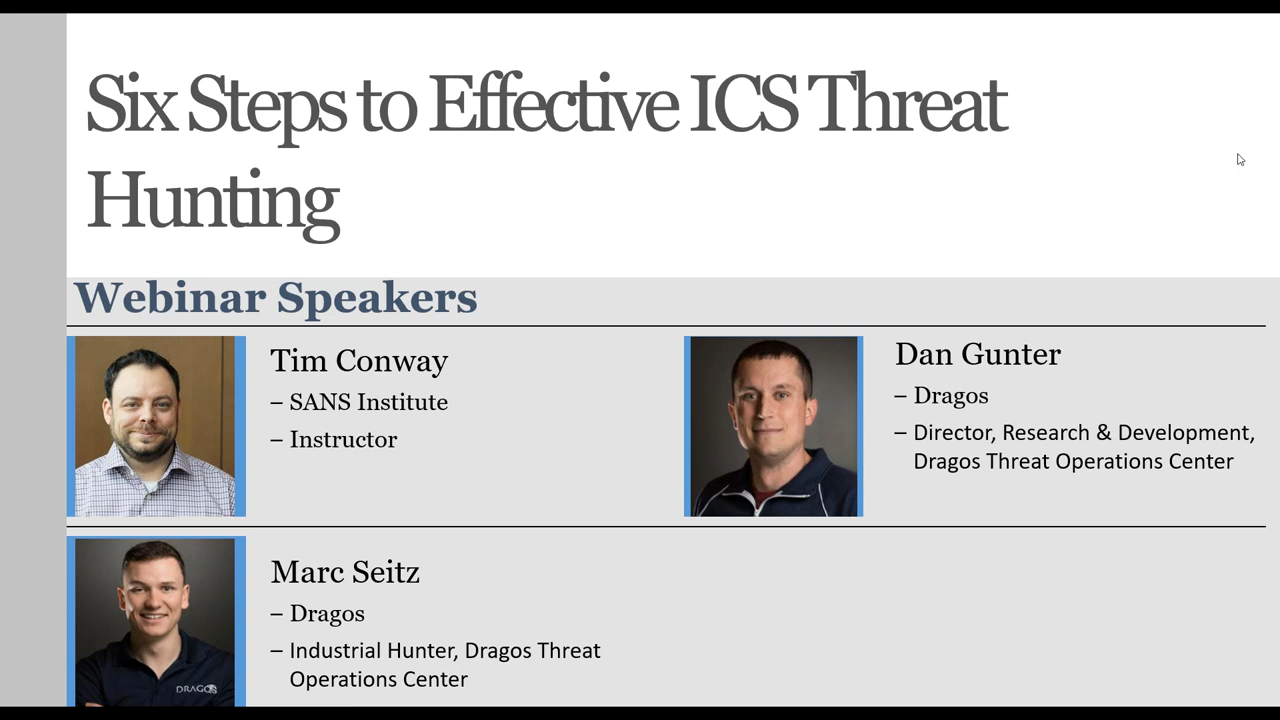 Six Steps to Effective ICS Threat
Hunting
Webinar Speakers
Tim Conway
– SANS Institute
– Instructor
Dan Gunter
– Dragos
– Director, Research & Development,
Dragos Threat Operations Center
Marc Seitz
– Dragos
– Industrial Hunter, Dragos Threat
Operations Center
DRAGOS